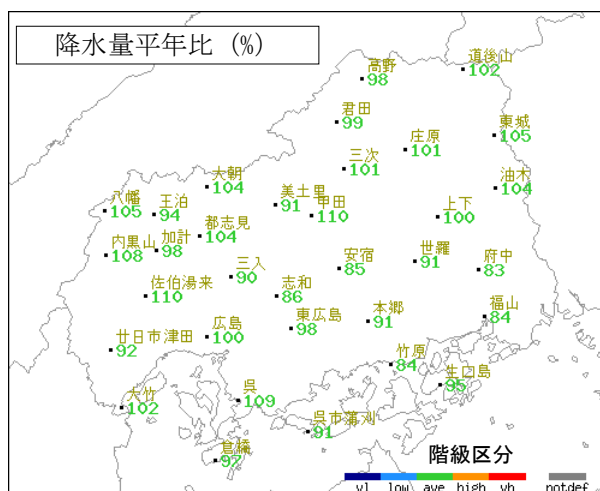 降水量平年比 (%)
道後山
102
高野
98
君田
99
東城
105
庄原
101
三次
101
大朝
104
油木
104
八幡
105
王泊
94
美土里
91
甲田
110
上下
100
都志見
104
内黒山
108
加計
98
三入
90
安宿
85
世羅
91
府中
83
佐伯湯来
110
志和
86
東広島
98
本郷
91
福山
84
廿日市津田
92
広島
100
竹原
84
生口島
95
大竹
102
呉
109
呉市蒲刈
91
倉橋
97
階級区分
vl low ave high vh notdef